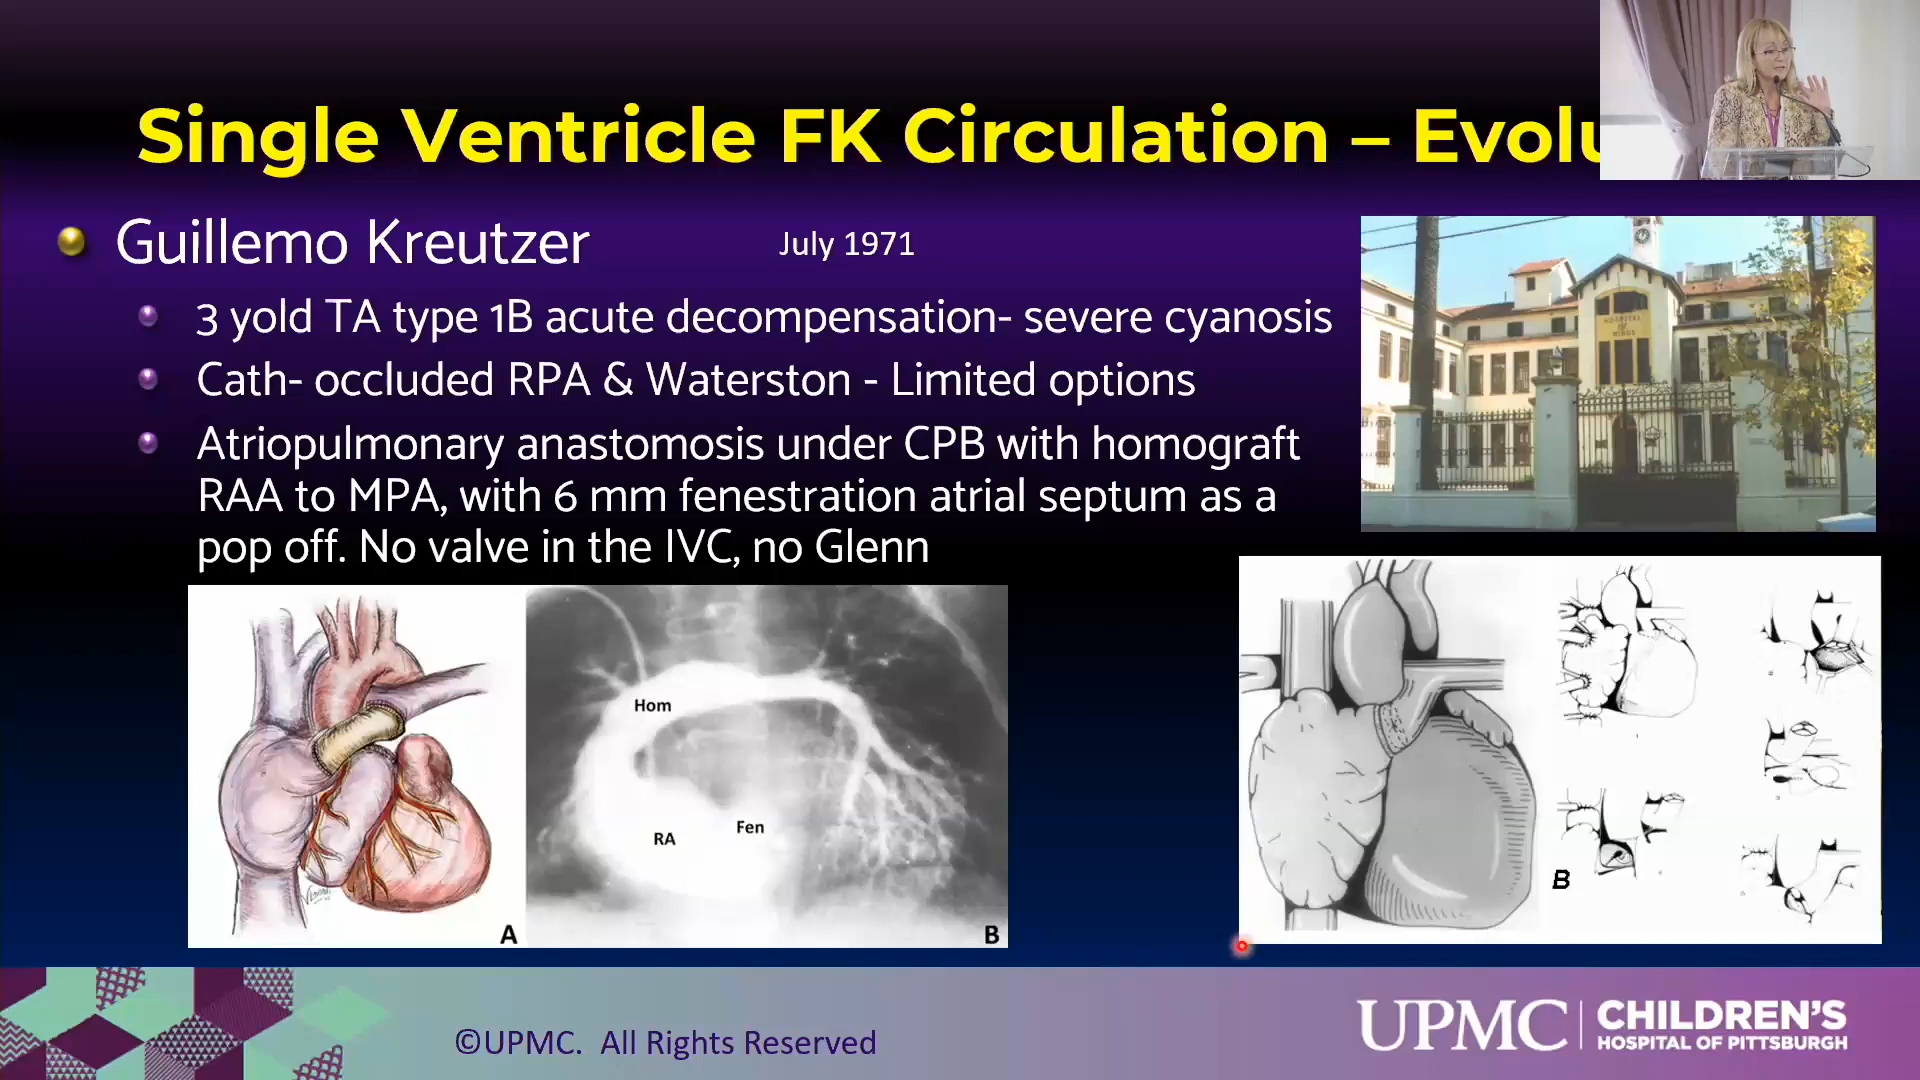 Single Ventricle FK Circulation – Evolu
Guillemo Kreutzer
July 1971
3 yold TA type 1B acute decompensation- severe cyanosis
Cath- occluded RPA & Waterston - Limited options
Atriopulmonary anastomosis under CPB with homograft
RAA to MPA, with 6 mm fenestration atrial septum as a
pop off. No valve in the IVC, no Glenn
HOSPITAL
DE
NIÑOS
Hom
RA
Fen
A
B
B
©UPMC. All Rights Reserved
UPMC
CHILDREN'S
HOSPITAL OF PITTSBURGH